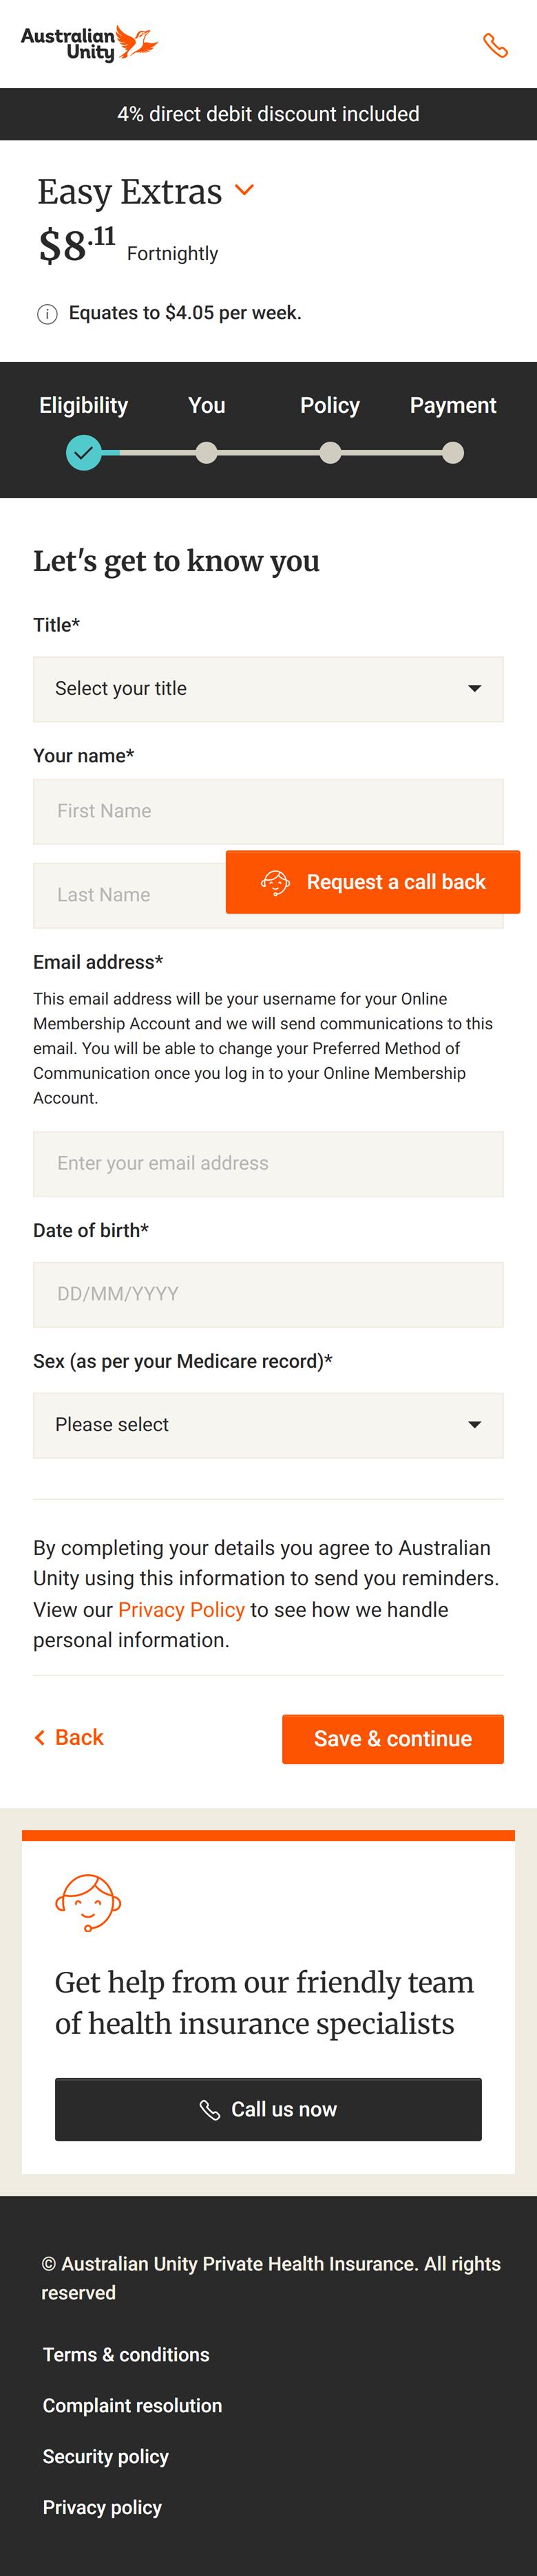 Australian
Unity
4% direct debit discount included
Easy Extras
$8.11 Fortnightly
Equates to $4.05 per week.
Eligibility You Policy Payment
Let's get to know you
Title*
Select your title
Your name*
First Name
Last Name
Request a call back
Email address*
This email address will be your username for your Online
Membership Account and we will send communications to this
email. You will be able to change your Preferred Method of
Communication once you log in to your Online Membership
Account.
Enter your email address
Date of birth*
DD/MM/YYYY
Sex (as per your Medicare record)*
Please select
By completing your details you agree to Australian
Unity using this information to send you reminders.
View our Privacy Policy to see how we handle
personal information.
Back
Save & continue
Get help from our friendly team
of health insurance specialists
Call us now
© Australian Unity Private Health Insurance. All rights
reserved
Terms & conditions
Complaint resolution
Security policy
Privacy policy